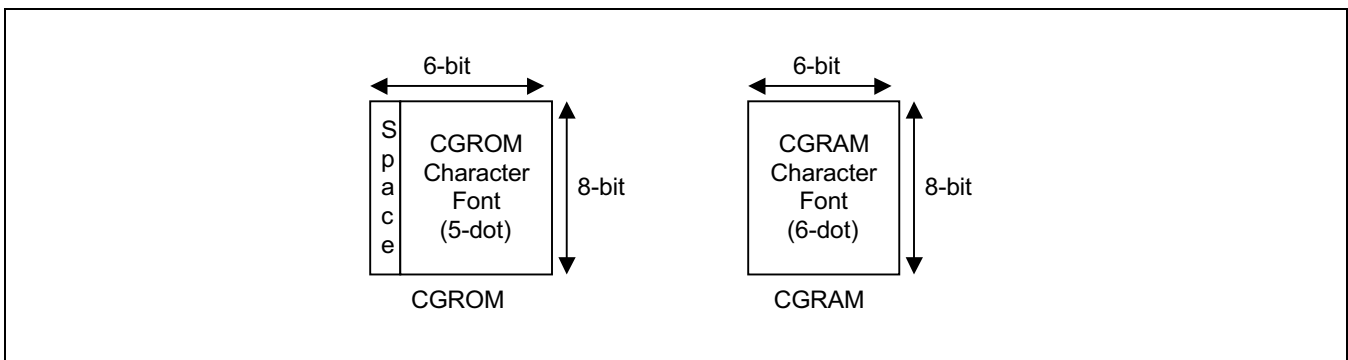 6-bit
Space
CGROM
Character
Font
(5-dot)
8-bit
CGROM
6-bit
CGRAM
Character
Font
(6-dot)
8-bit
CGRAM